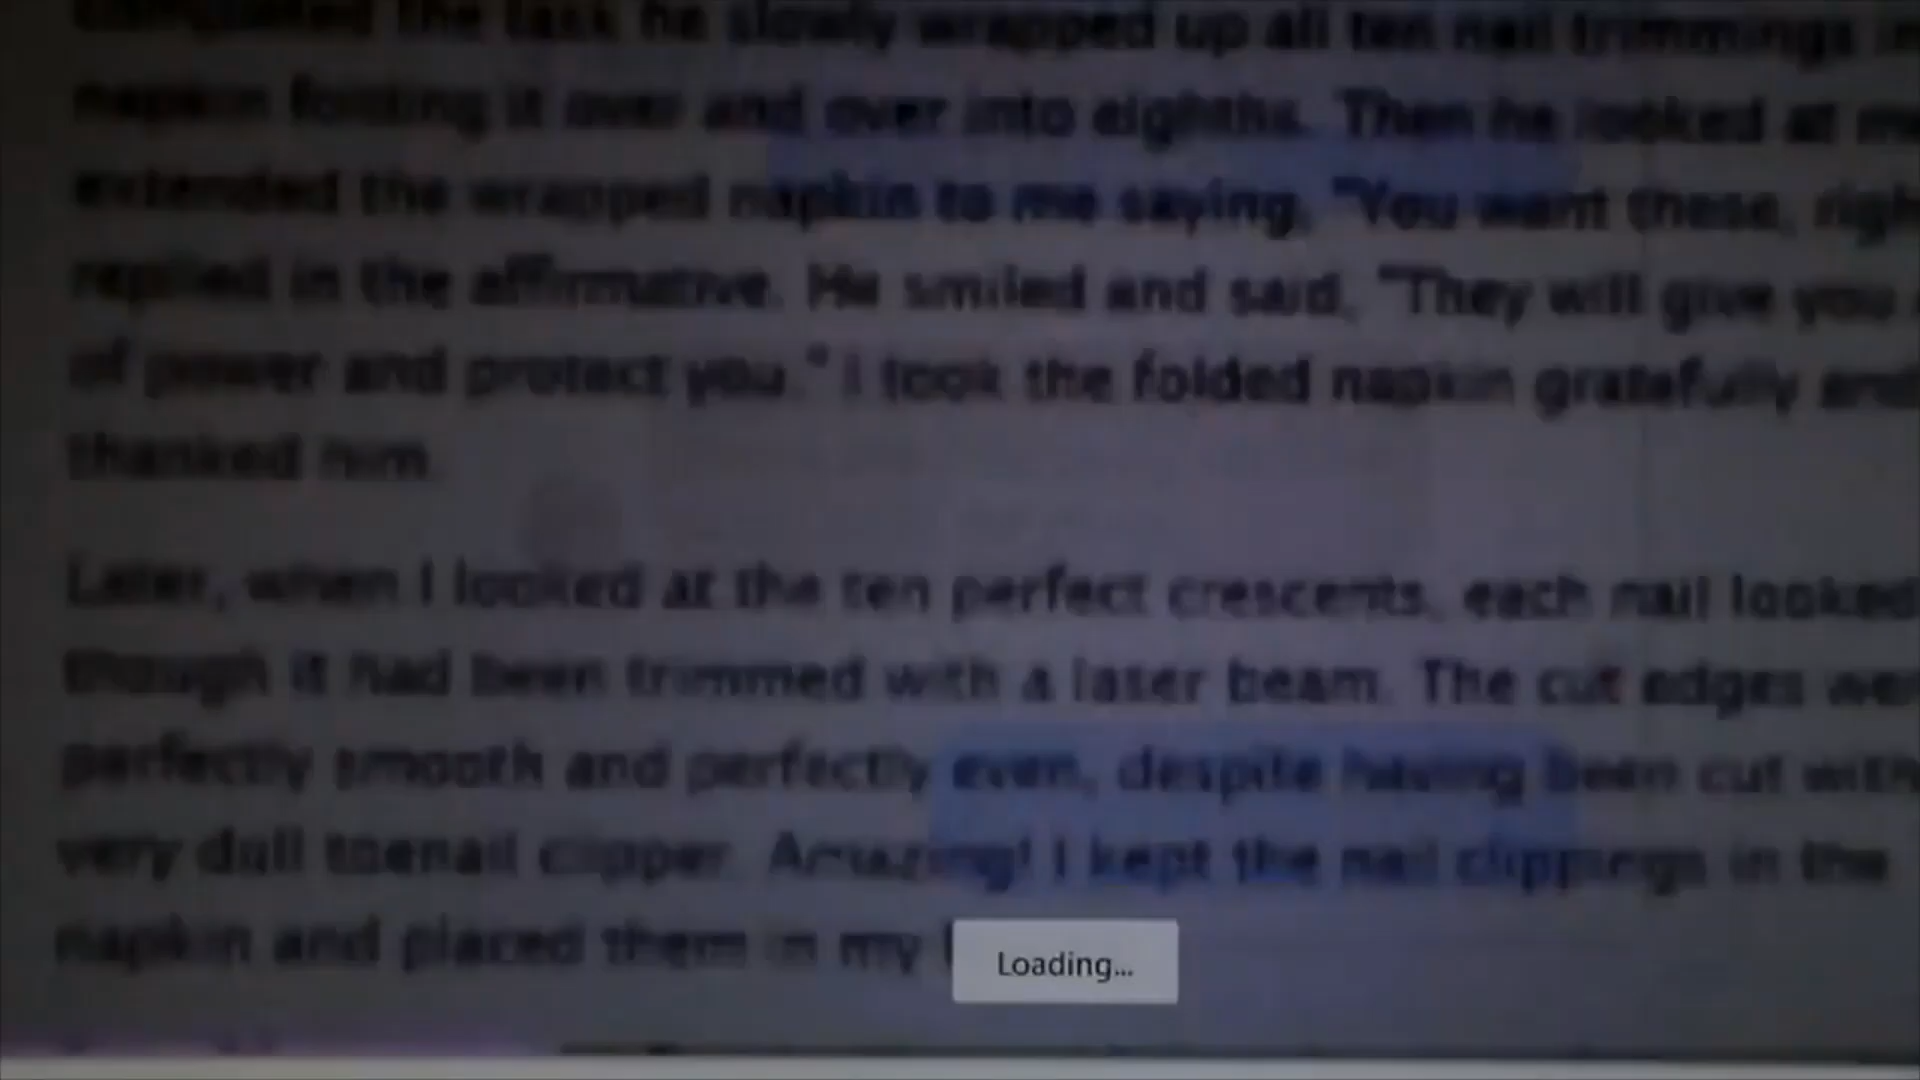 completed the task he slowly wrapped up all ten nail trimmings in
napkin folding it over and over into eighths. Then he looked at me
extended the wrapped napkin to me saying, "You want these, righ
replied in the affirmative. He smiled and said, "They will give you
of power and protect you." I took the folded napkin gratefully and
thanked him.
Later, when I looked at the ten perfect crescents, each nail looked
though it had been trimmed with a laser beam. The cut edges wer
perfectly smooth and perfectly even, despite having been cut with
very dull toenail clipper. Amazing! I kept the nail clippings in the
napkin and placed them in my
Loading...